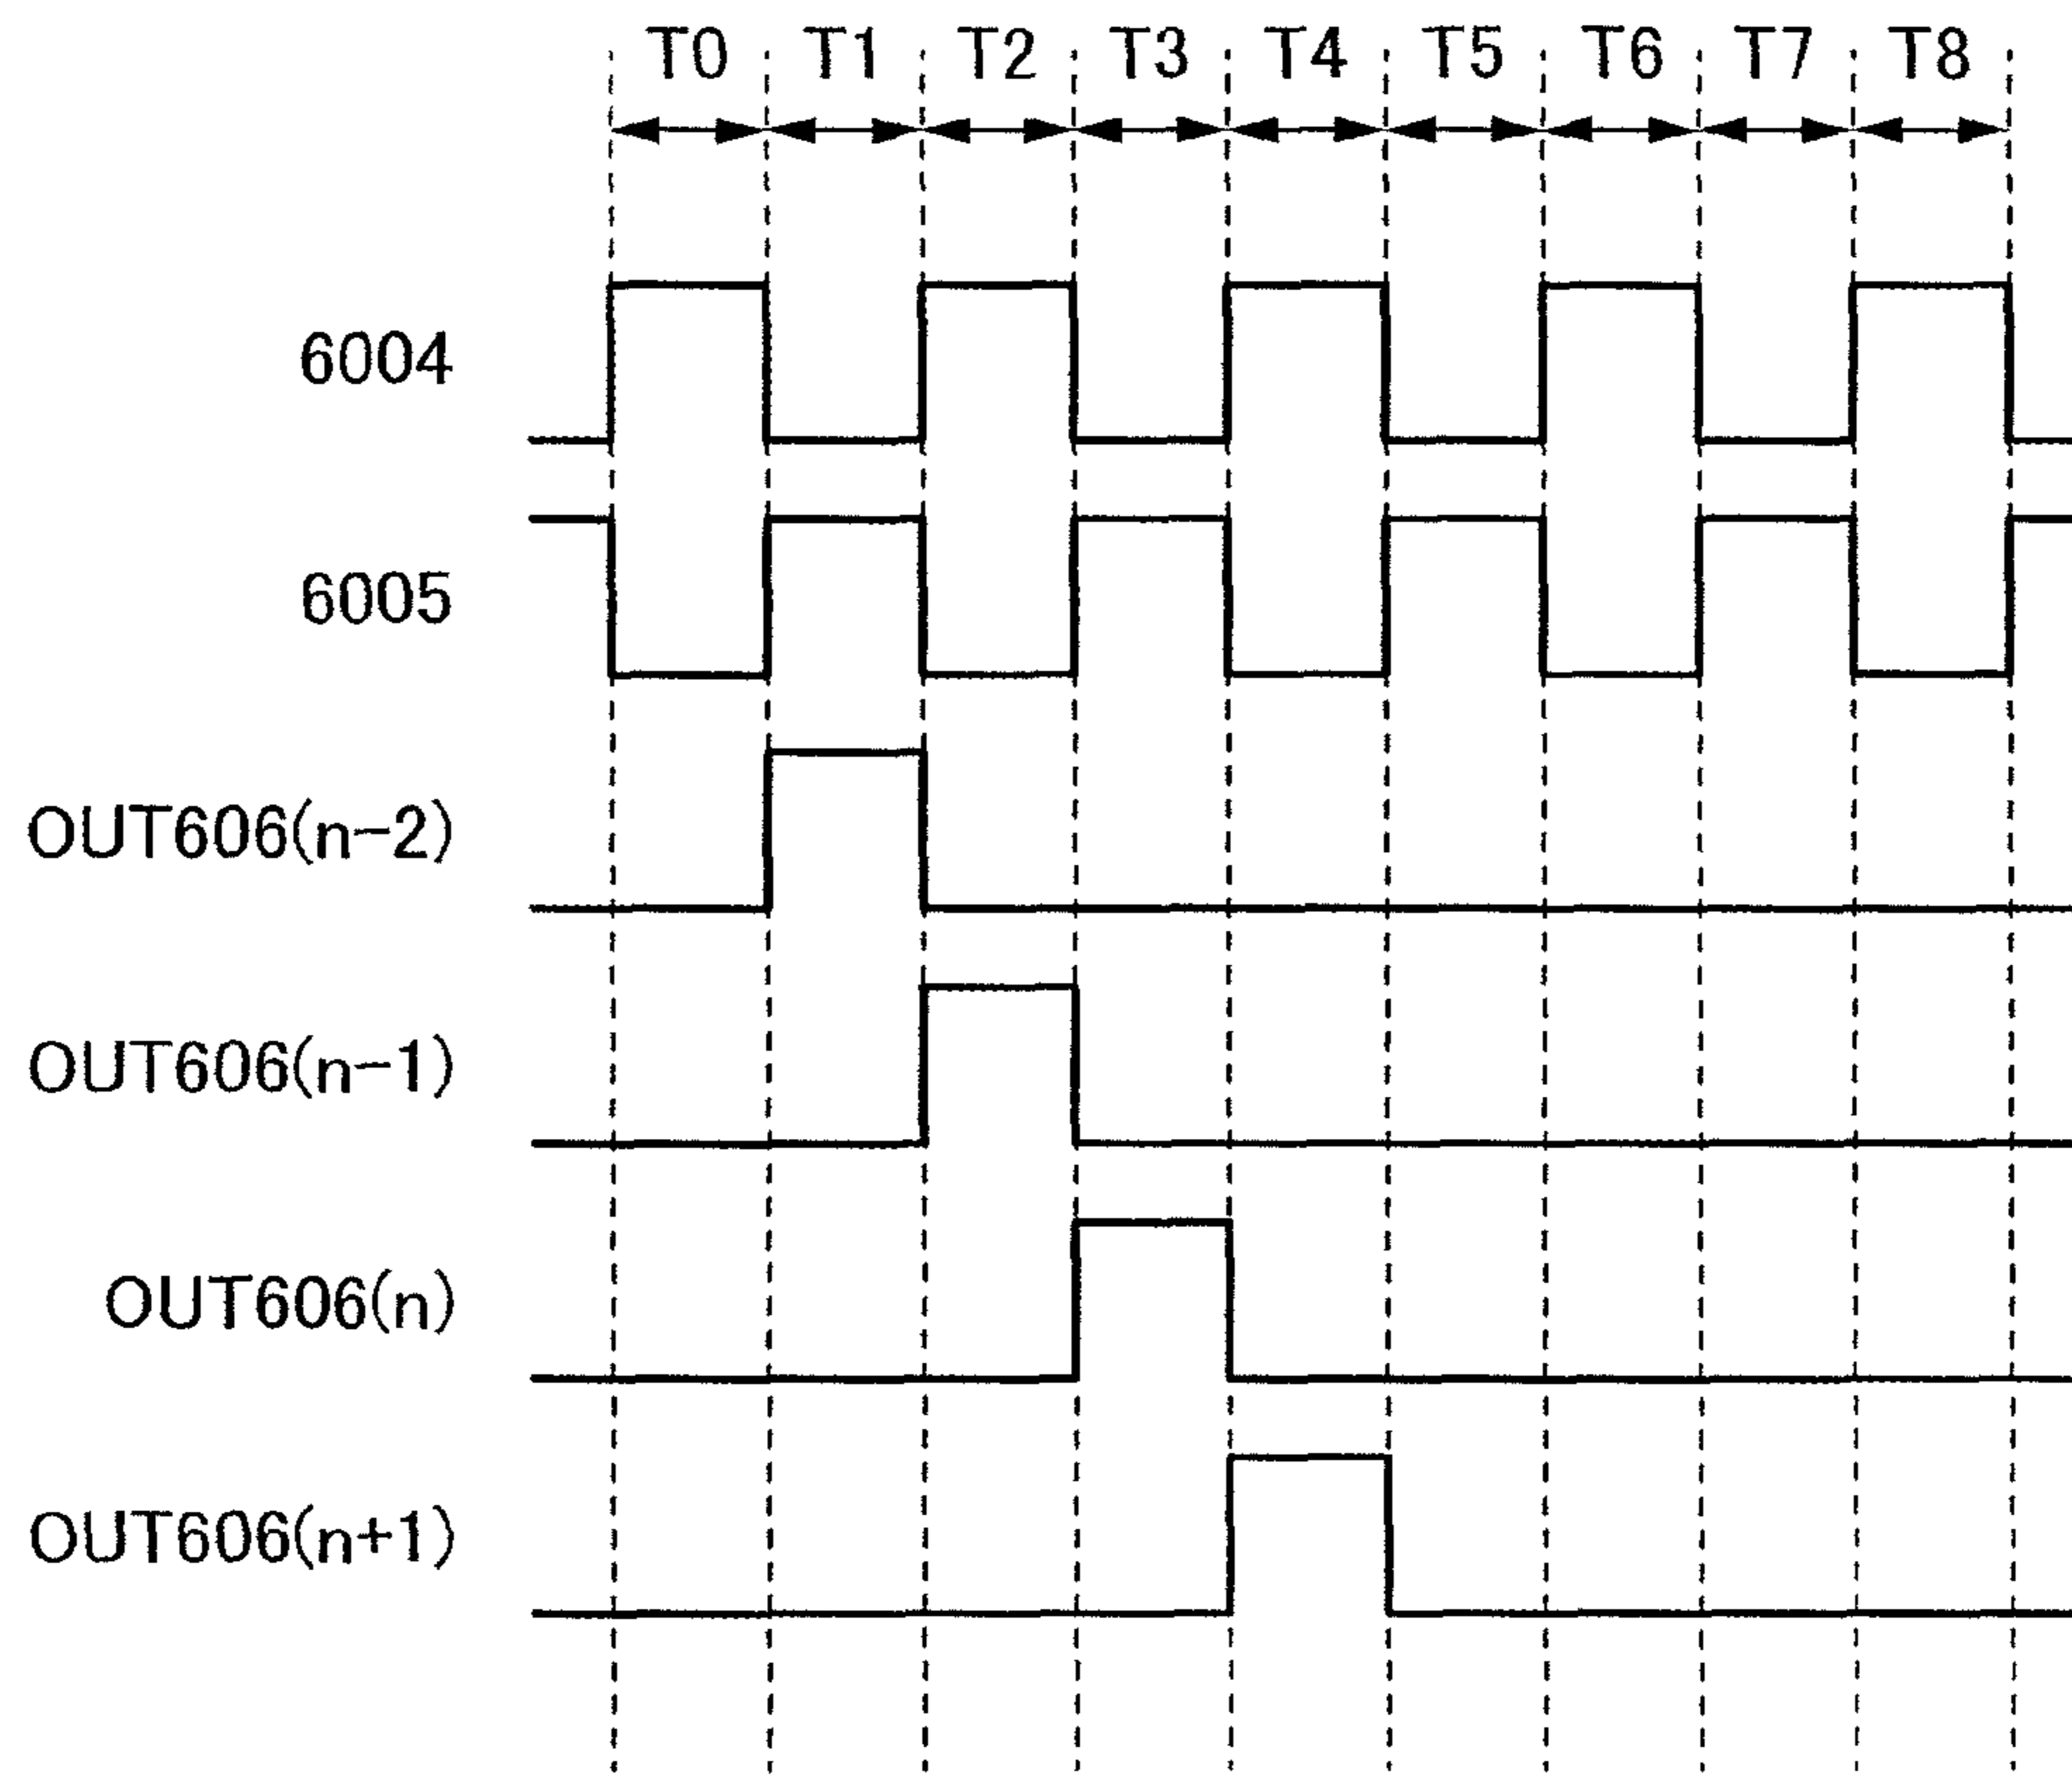 T0 T1 T2 T3 T4 T5 T6 T7 T8
6004
6005
OUT606(n-2)
OUT606(n-1)
OUT606(n)
OUT606(n+1)